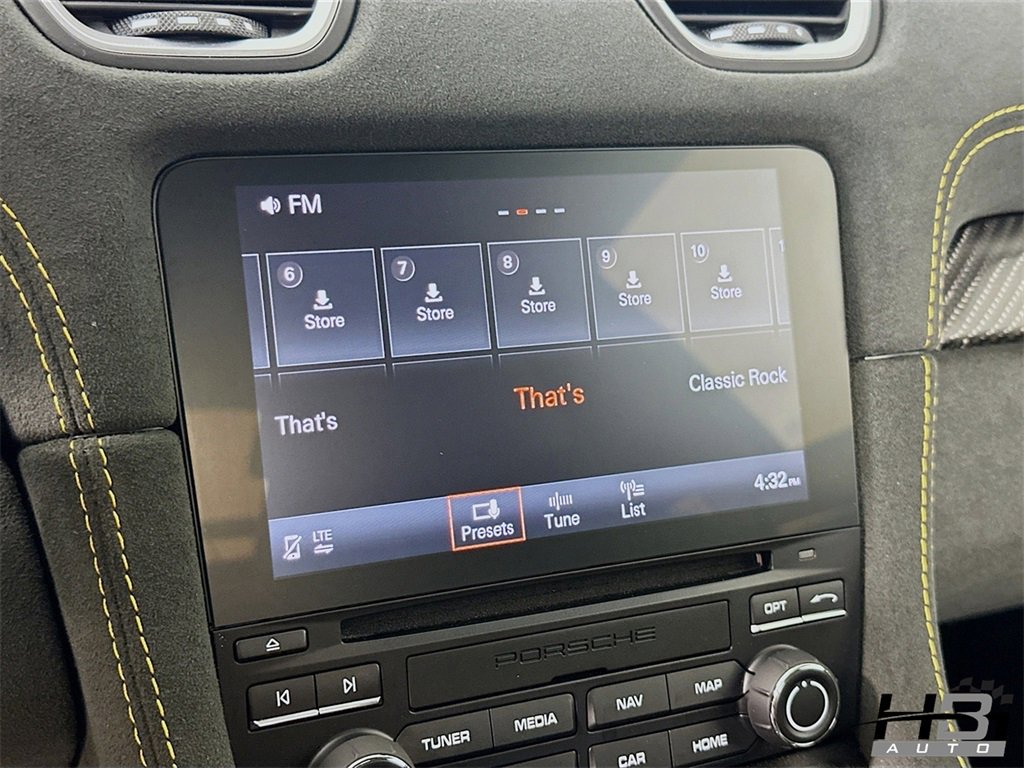 FM
6
Store
7
Store
8
Store
9
Store
10
Store
That's
That's
Classic Rock
LTE
Presets
Tune
List
4:32 PM
OPT
PORSCHE
TUNER
MEDIA
NAV
MAP
CAR
HOME
HB
AUTO